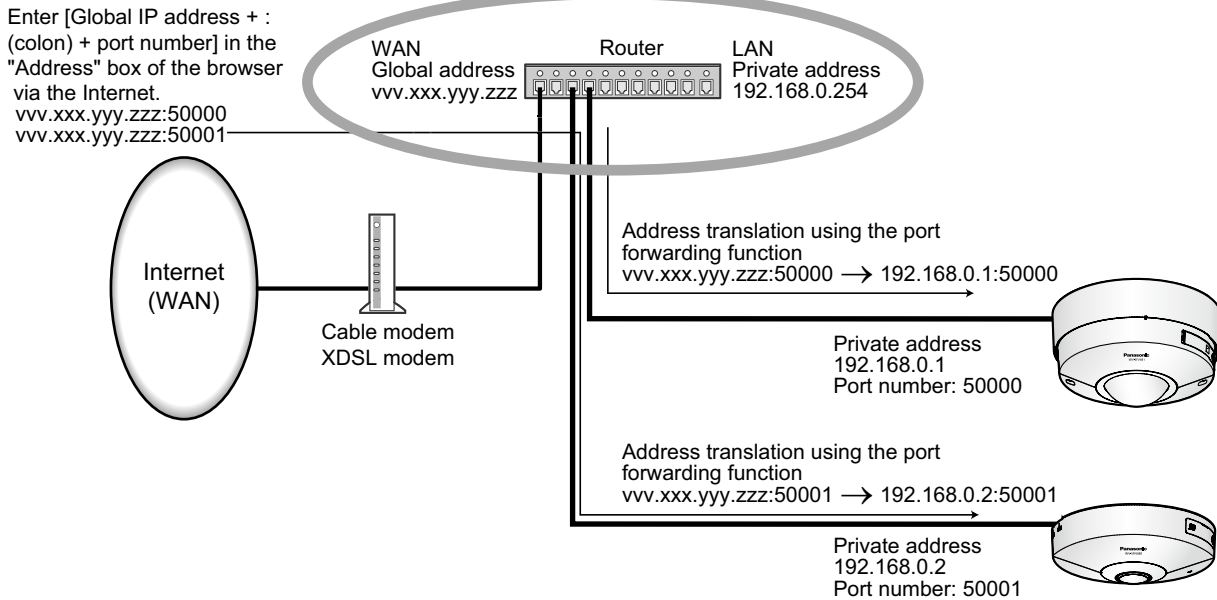 Enter [Global IP address + :
(colon) + port number] in the
"Address" box of the browser
via the Internet.
vvv.xxx.yyy.zzz:50000
vvv.xxx.yyy.zzz:50001
WAN
Global address
vvv.xxx.yyy.zzz
Router
LAN
Private address
192.168.0.254
Internet
(WAN)
Cable modem
XDSL modem
Address translation using the port
forwarding function
vvv.xxx.yyy.zzz:50000 → 192.168.0.1:50000
Panasonic
Private address
192.168.0.1
Port number: 50000
Address translation using the port
forwarding function
vvv.xxx.yyy.zzz:50001 → 192.168.0.2:50001
Panasonic
Private address
192.168.0.2
Port number: 50001